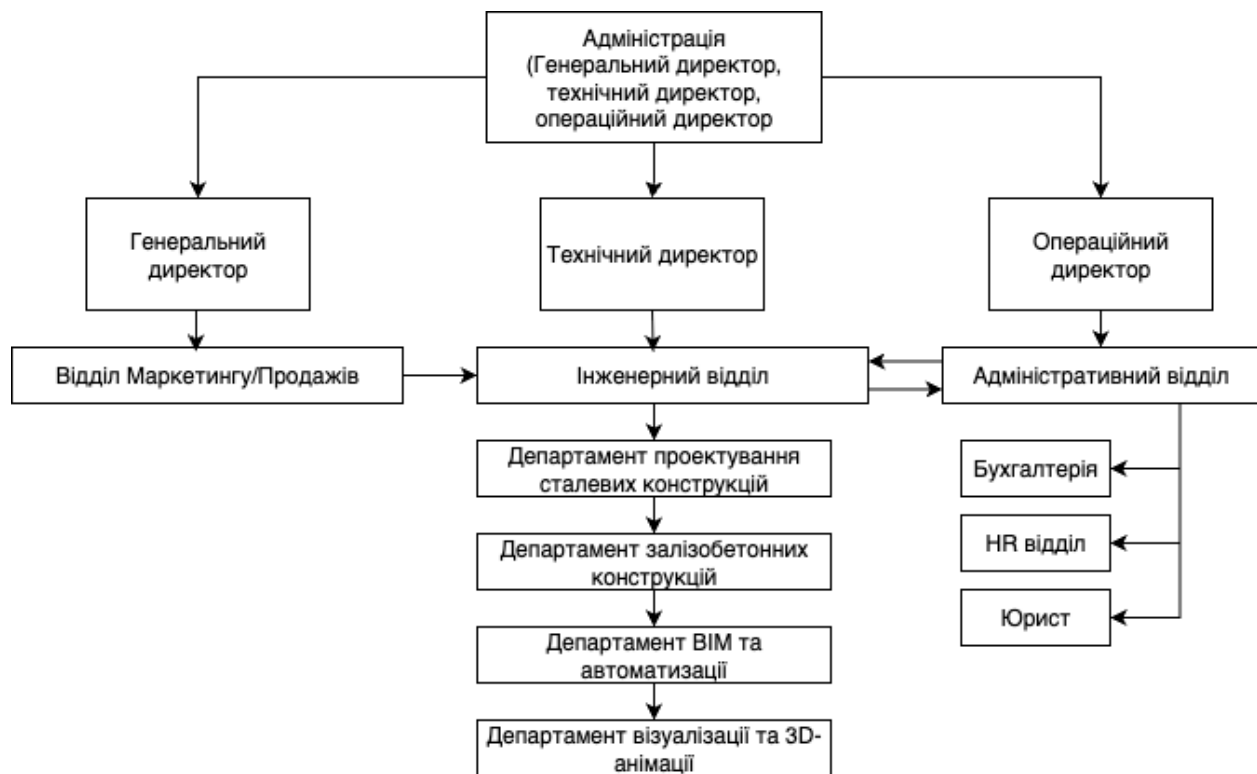 Адміністрація
(Генеральний директор,
технічний директор,
операційний директор
Генеральний
директор
Технічний директор
Операційний
директор
Відділ Маркетингу/Продажів
Інженерний відділ
Адміністративний відділ
Департамент проектування
сталевих конструкцій
Бухгалтерія
Департамент залізобетонних
конструкцій
HR відділ
Юрист
Департамент BIM та
автоматизації
Департамент візуалізації та 3D-
анімації